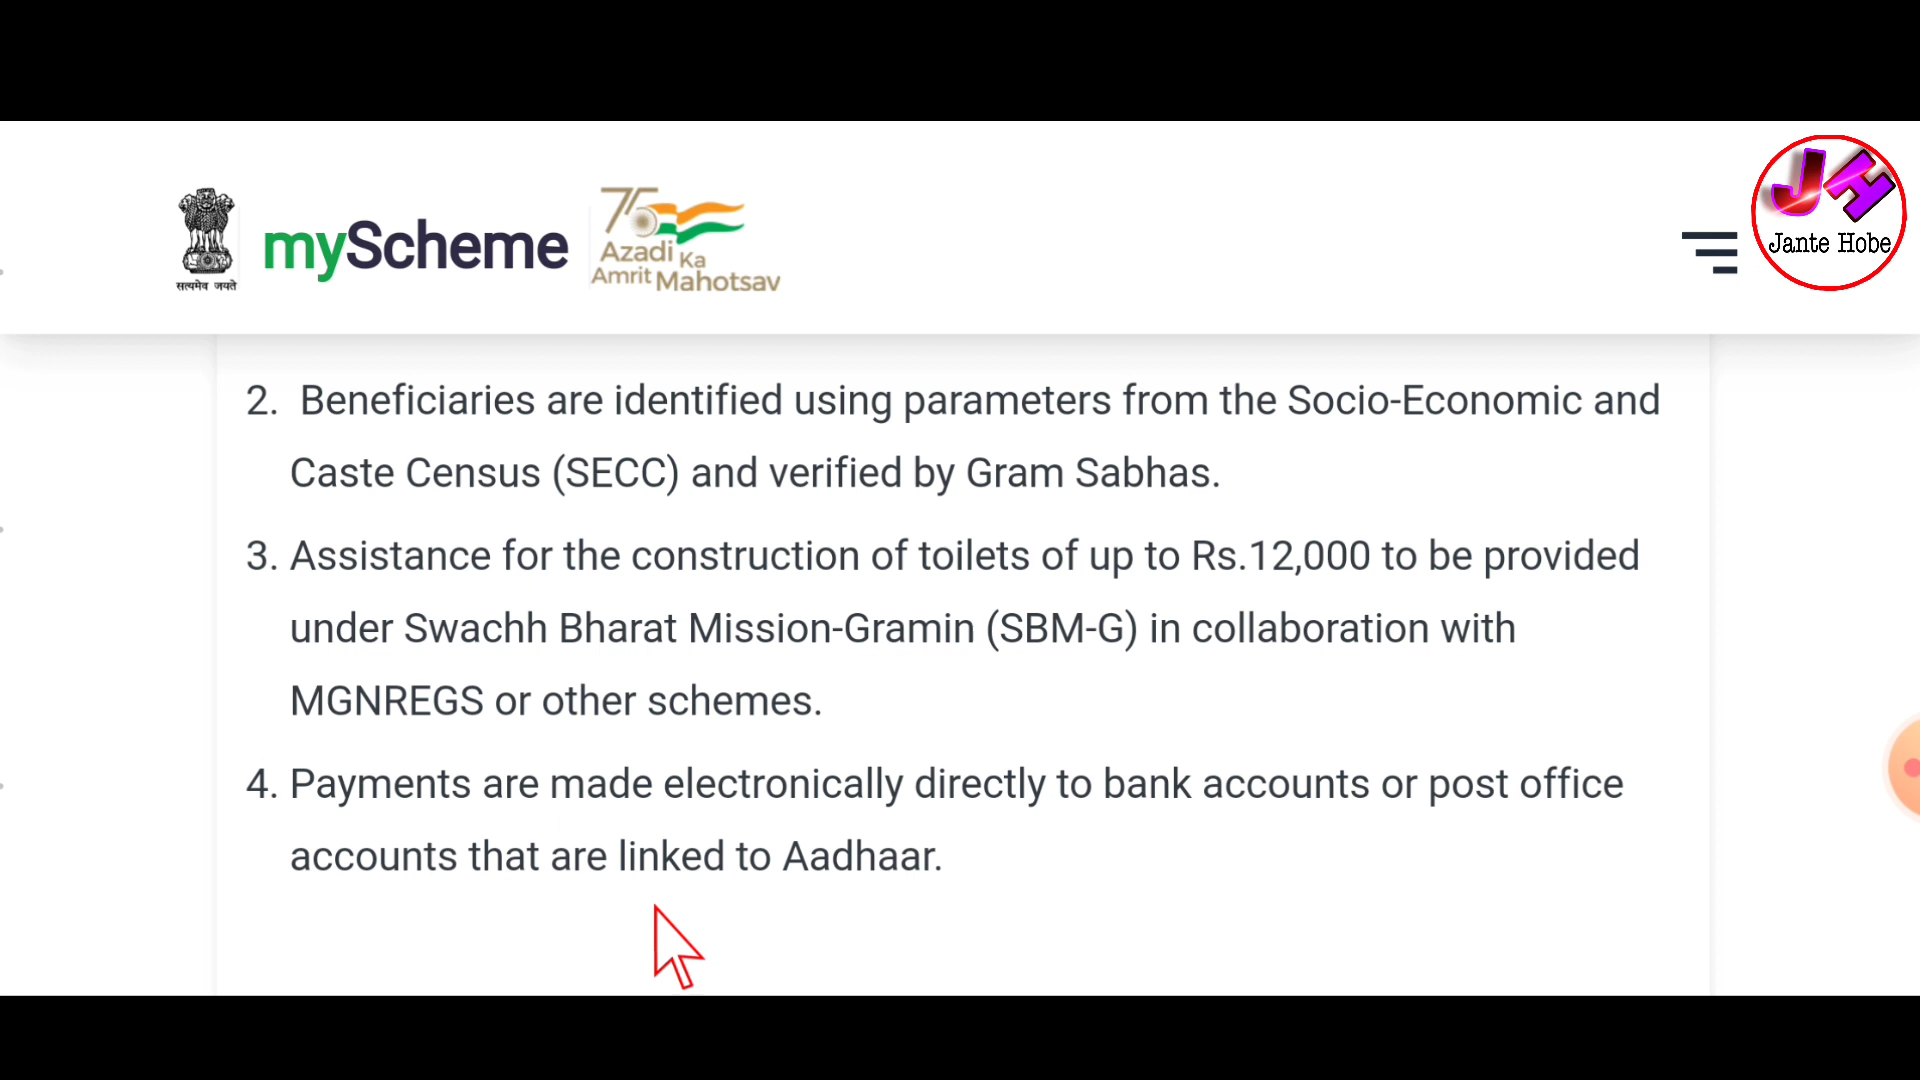 सत्यमेव जयते
myScheme
75
Azadi Ka
Amrit Mahotsav
JH
Jante Hobe
2. Beneficiaries are identified using parameters from the Socio-Economic and
Caste Census (SECC) and verified by Gram Sabhas.
3. Assistance for the construction of toilets of up to Rs.12,000 to be provided
under Swachh Bharat Mission-Gramin (SBM-G) in collaboration with
MGNREGS or other schemes.
4. Payments are made electronically directly to bank accounts or post office
accounts that are linked to Aadhaar.